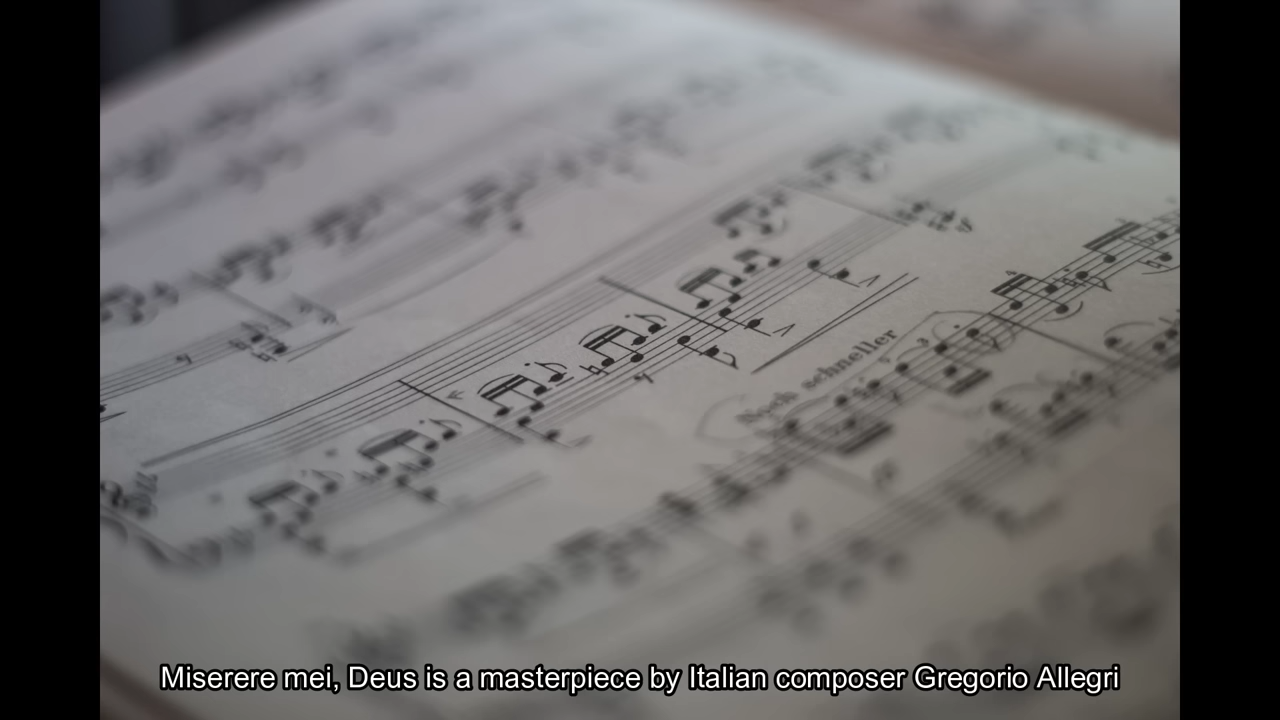 Noch schneller
Miserere mei, Deus is a masterpiece by Italian composer Gregorio Allegri